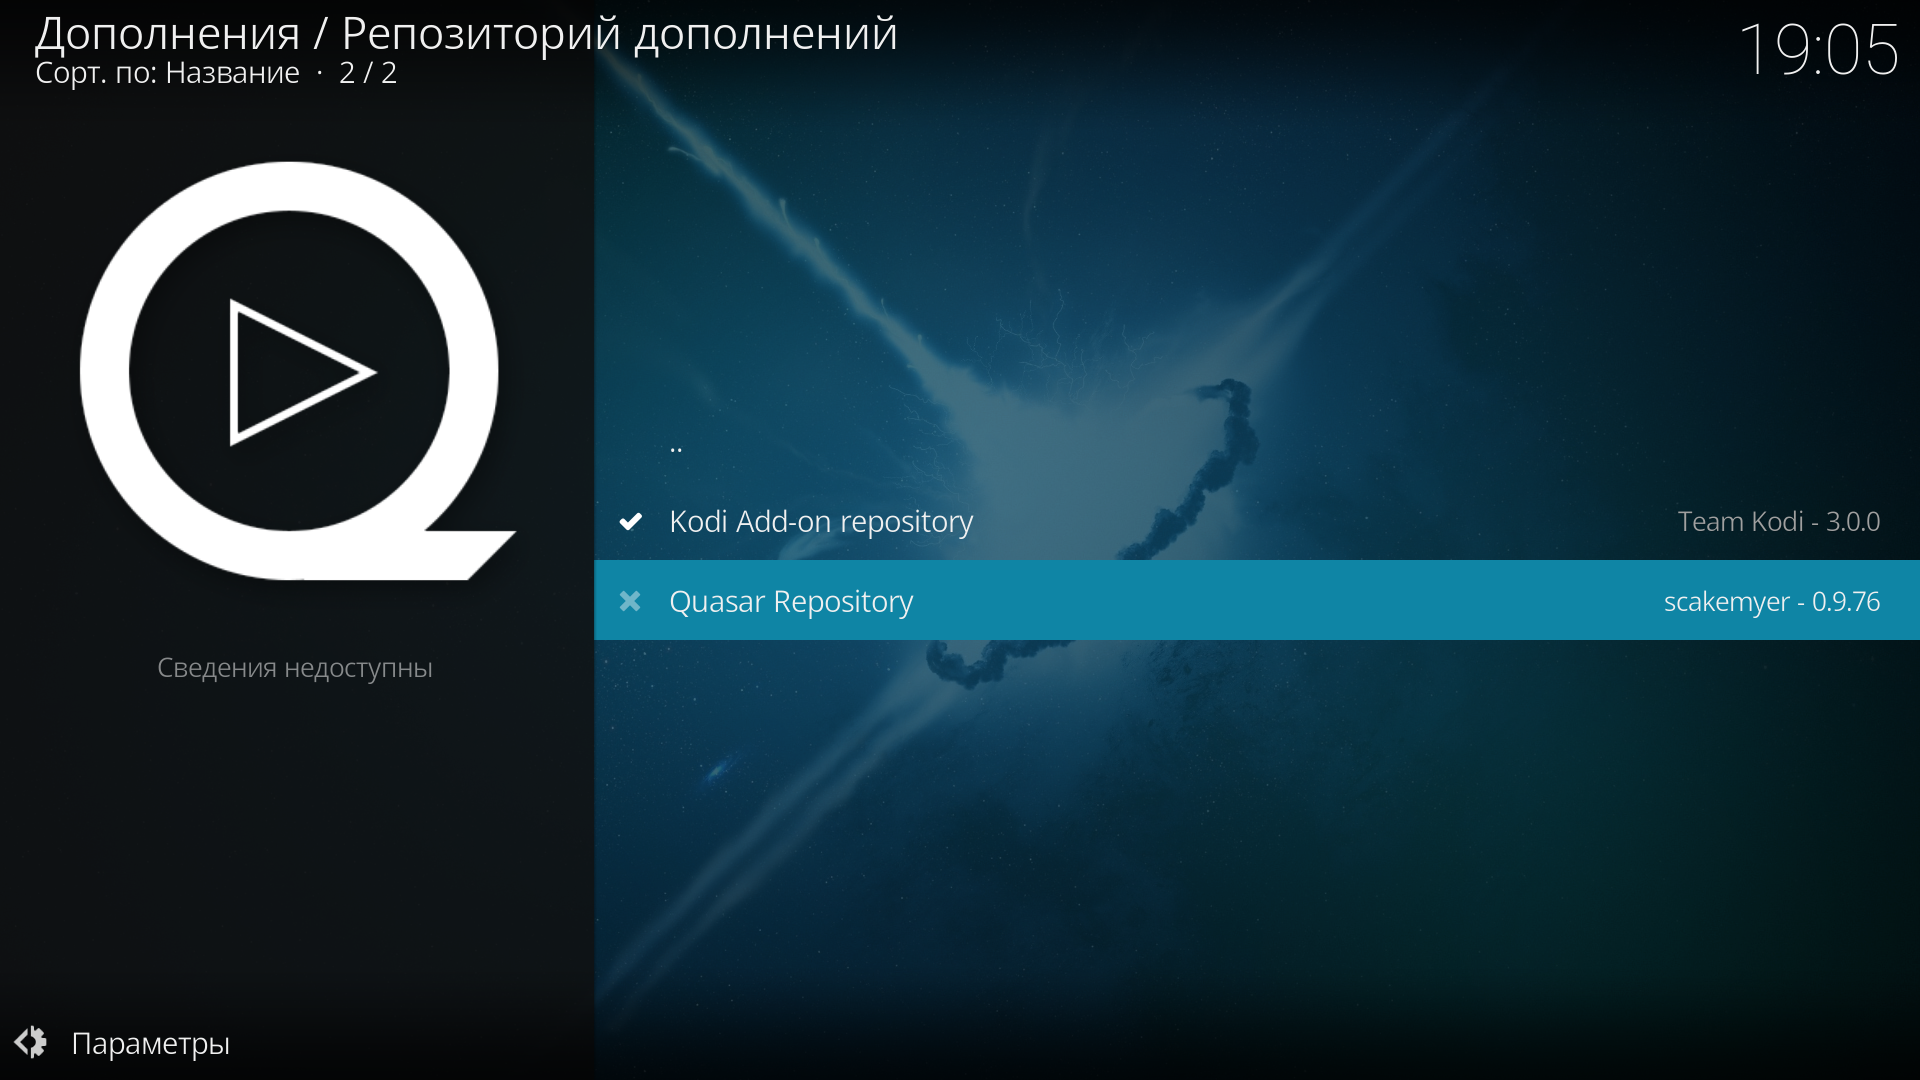 Дополнения / Репозиторий дополнений
Сорт. по: Название · 2 / 2
19:05
..
Kodi Add-on repository Team Kodi - 3.0.0
Quasar Repository scakemyer - 0.9.76
Сведения недоступны
Параметры